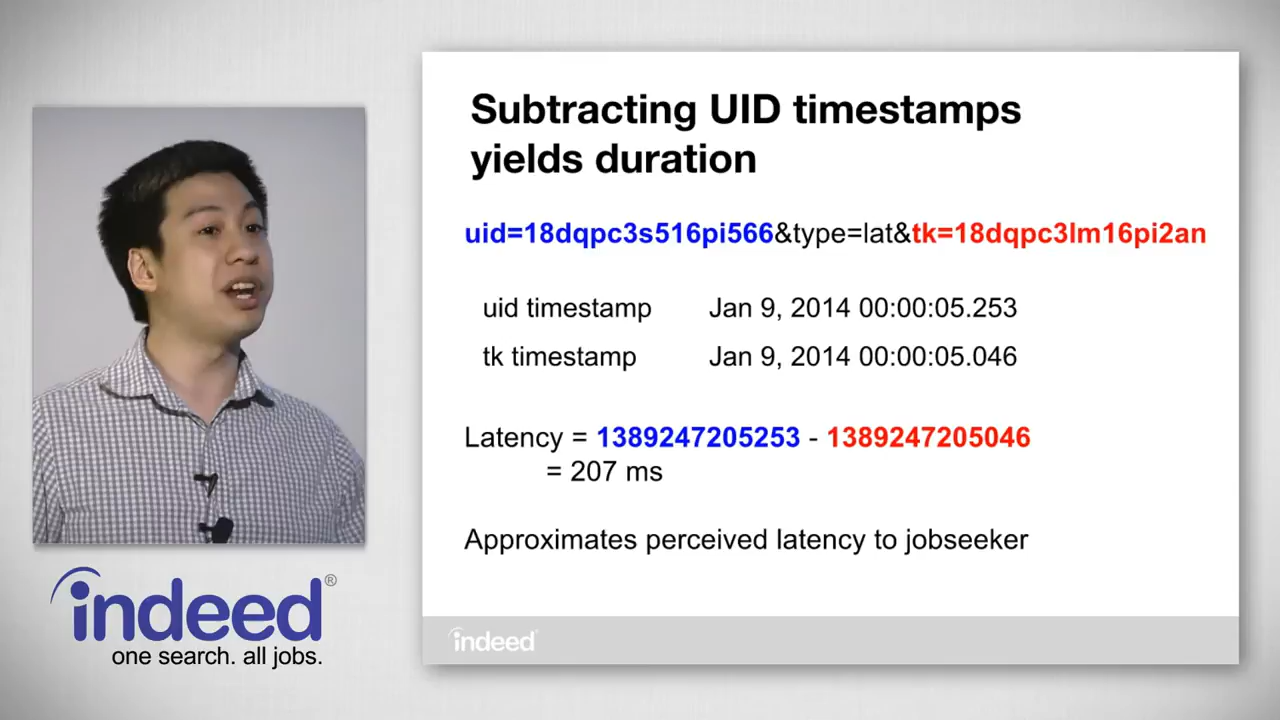 Subtracting UID timestamps
yields duration
uid=18dqpc3s516pi566&type=lat&tk=18dqpc3lm16pi2an
uid timestamp Jan 9, 2014 00:00:05.253
tk timestamp Jan 9, 2014 00:00:05.046
Latency = 1389247205253 - 1389247205046
= 207 ms
Approximates perceived latency to jobseeker
indeed
indeed®
one search. all jobs.